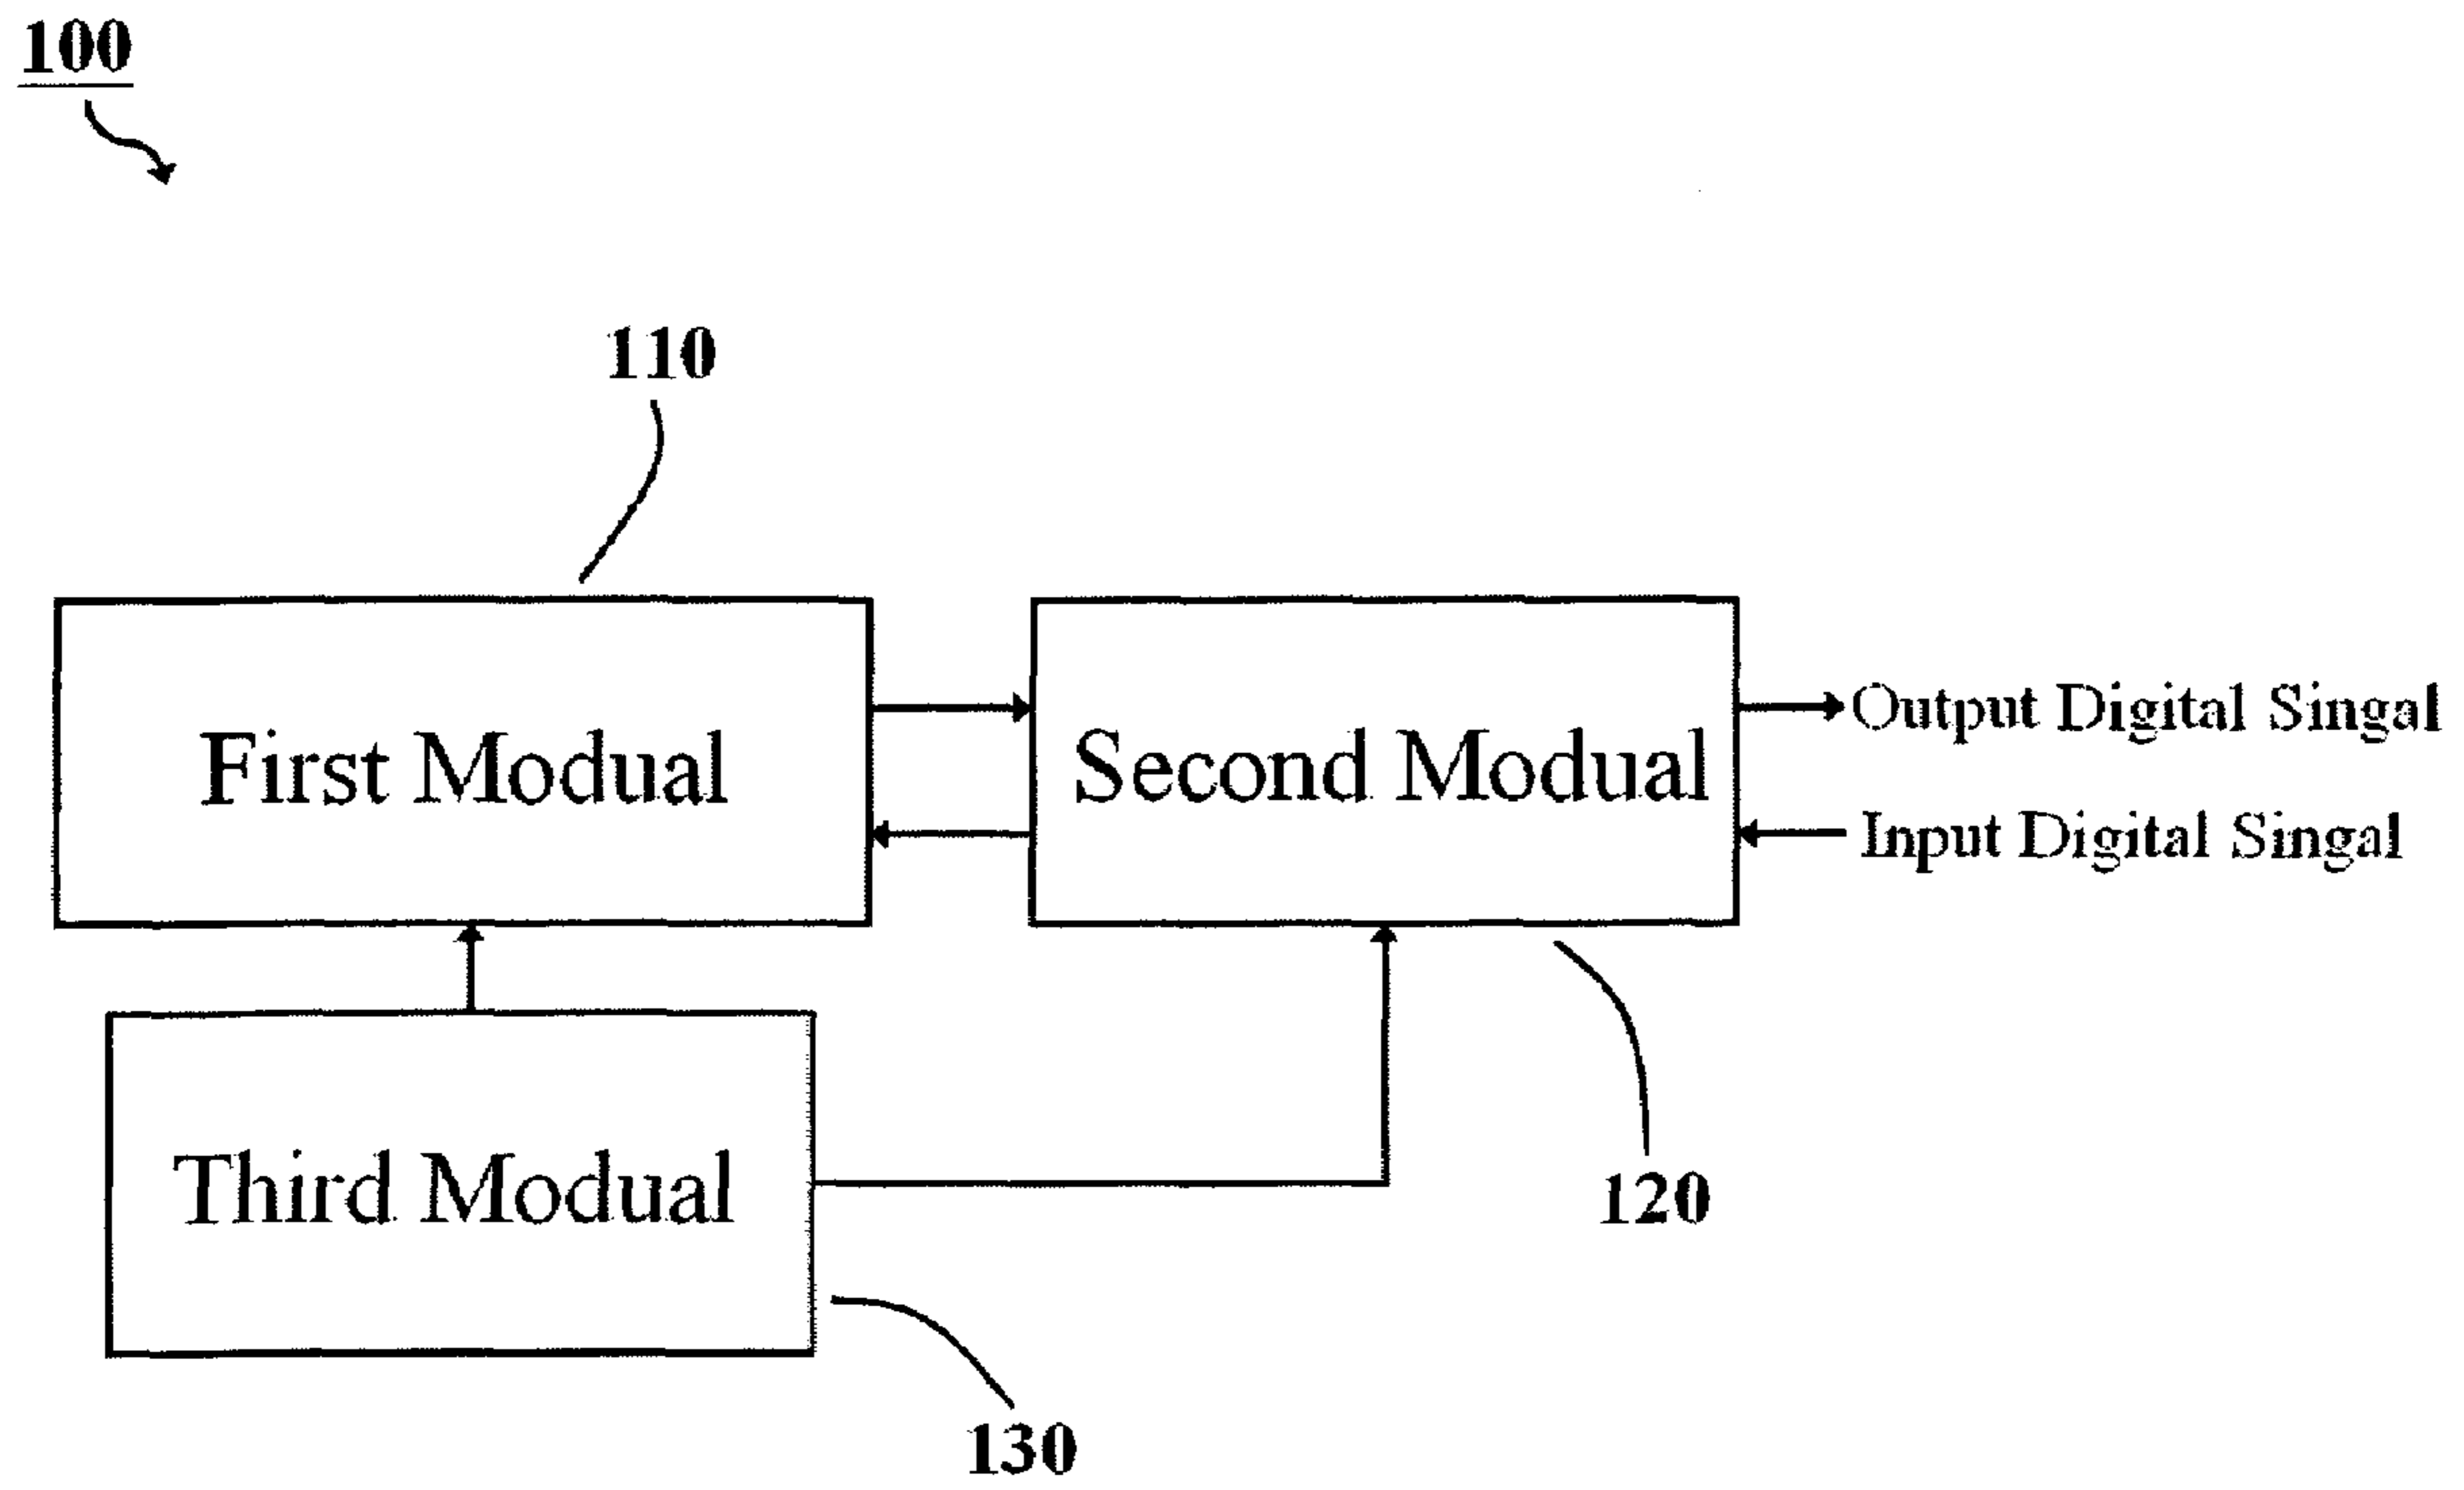 100
110
First Modual
Second Modual
Output Digital Singal
Input Digital Singal
Third Modual
120
130